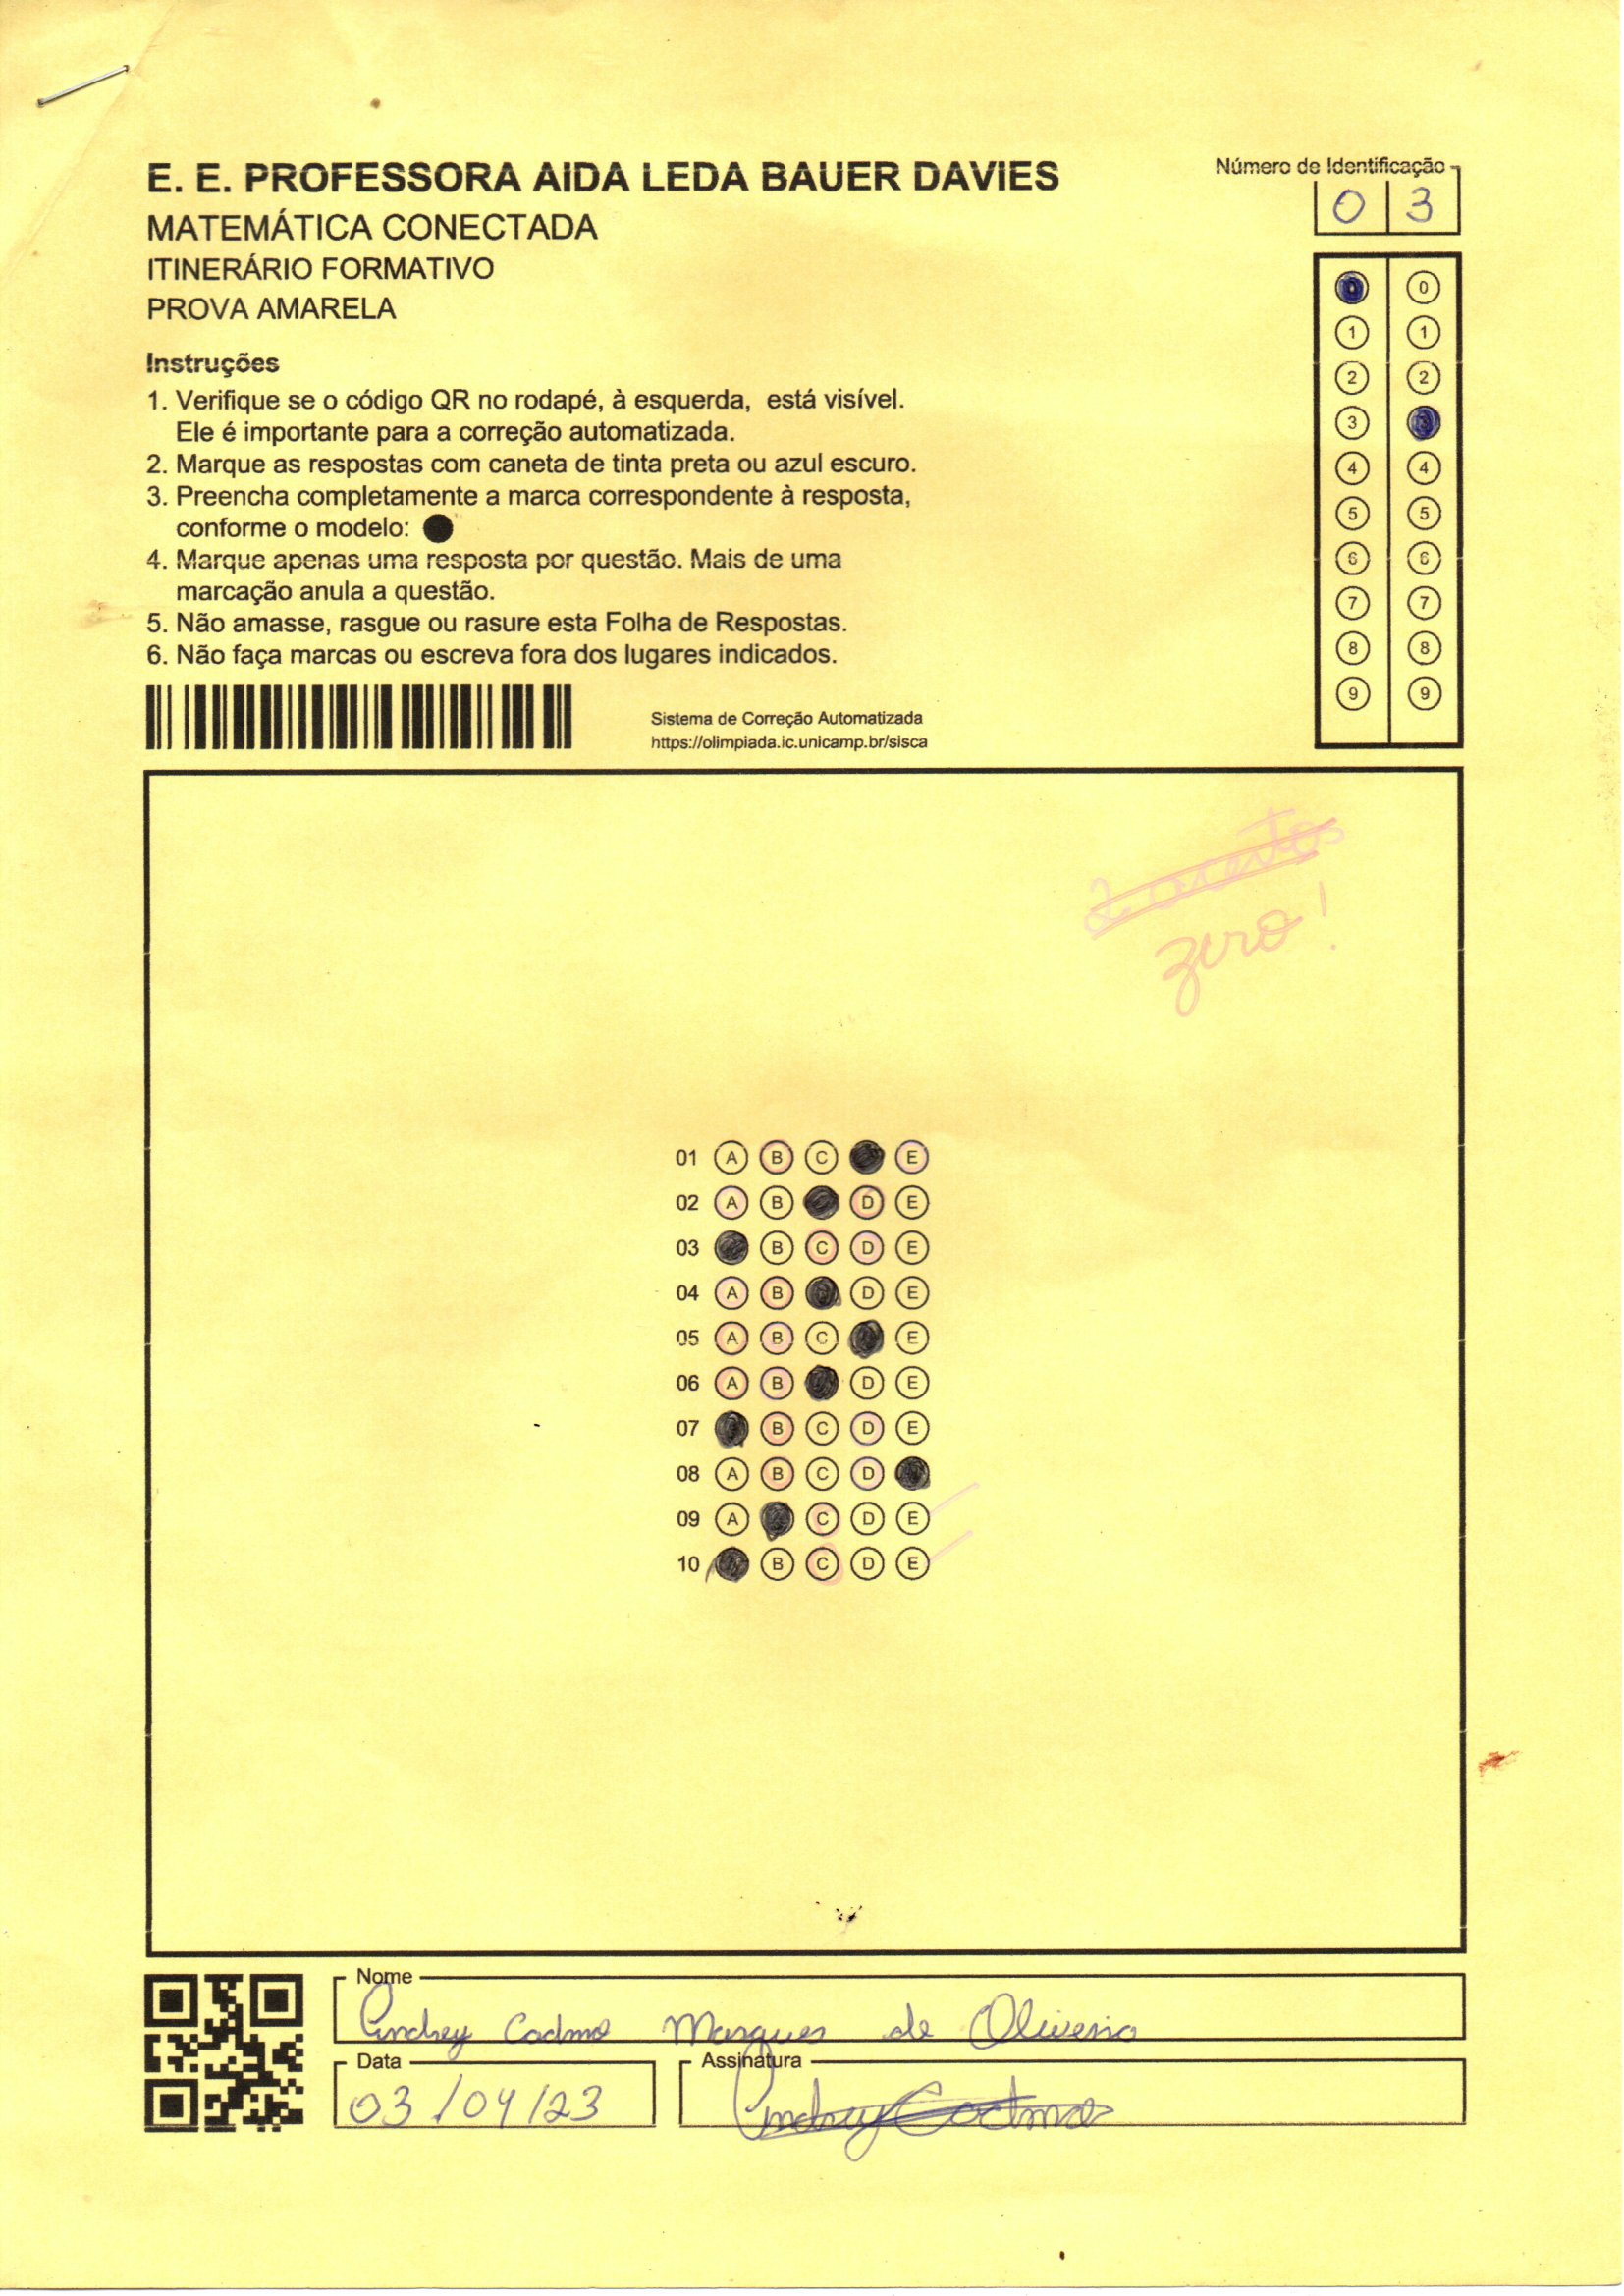 E. E. PROFESSORA AIDA LEDA BAUER DAVIES
MATEMÁTICA CONECTADA
ITINERÁRIO FORMATIVO
PROVA AMARELA
Número de Identificação
0 3
0 0
1 1
2 2
3 3
4 4
5 5
6 6
7 7
8 8
9 9
Instruções
1. Verifique se o código QR no rodapé, à esquerda, está visível.
Ele é importante para a correção automatizada.
2. Marque as respostas com caneta de tinta preta ou azul escuro.
3. Preencha completamente a marca correspondente à resposta,
conforme o modelo:
4. Marque apenas uma resposta por questão. Mais de uma
marcação anula a questão.
5. Não amasse, rasgue ou rasure esta Folha de Respostas.
6. Não faça marcas ou escreva fora dos lugares indicados.
Sistema de Correção Automatizada
https://olimpiada.ic.unicamp.br/sisca
zero!
01 A B C E
02 A B D E
03 B C D E
04 A B D E
05 A B C E
06 A B D E
07 B C D E
08 A B C D
09 A C D E
10 B C D E
Nome
Andrey Cadmo Marques de Oliveira
Data
03/04/23
Assinatura
Andrey Cadmo